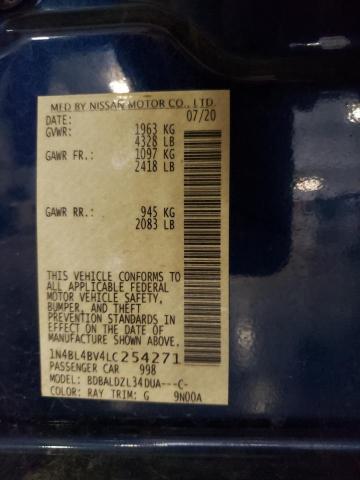 MFD BY NISSAN MOTOR CO., LTD.
DATE: 07/20
GVWR: 1963 KG
4328 LB
GAWR FR.: 1097 KG
2418 LB
GAWR RR.: 945 KG
2083 LB
THIS VEHICLE CONFORMS TO
ALL APPLICABLE FEDERAL
MOTOR VEHICLE SAFETY,
BUMPER, AND THEFT
PREVENTION STANDARDS IN
EFFECT ON THE DATE OF
MANUFACTURE SHOWN ABOVE.
1N4BL4BV4LC254271
PASSENGER CAR 998
MODEL: BDBALDZL34DUA---C-
COLOR: RAY TRIM: G 9N00A